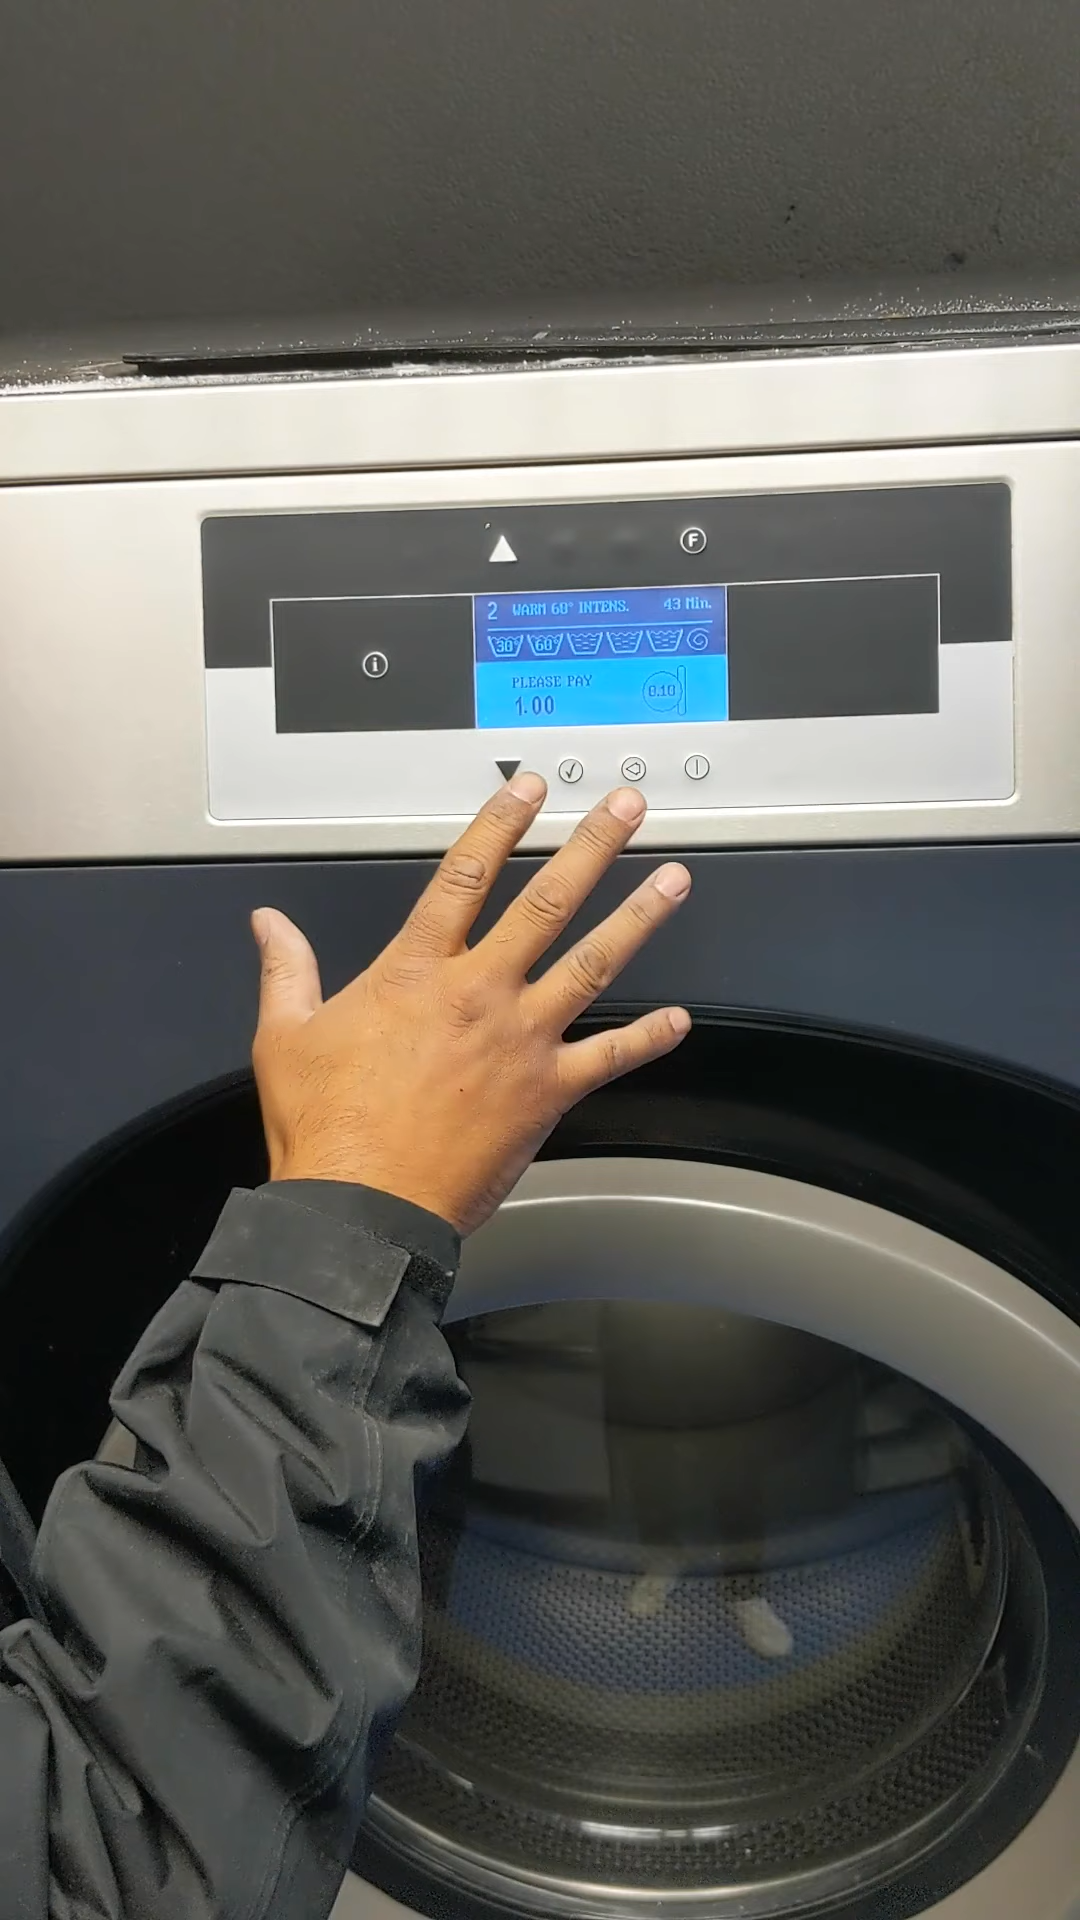 F
2 WARM 60° INTENS. 43 Min.
30° 60°
i
PLEASE PAY
1.00
0.10